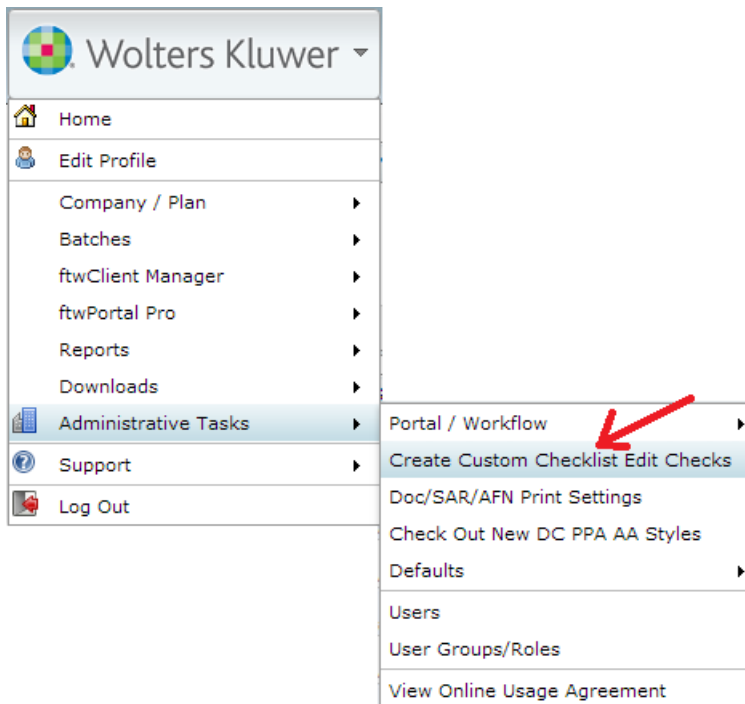 Wolters Kluwer
Home
Edit Profile
Company / Plan
Batches
ftwClient Manager
ftwPortal Pro
Reports
Downloads
Administrative Tasks
Support
Log Out
Portal / Workflow
Create Custom Checklist Edit Checks
Doc/SAR/AFN Print Settings
Check Out New DC PPA AA Styles
Defaults
Users
User Groups/Roles
View Online Usage Agreement